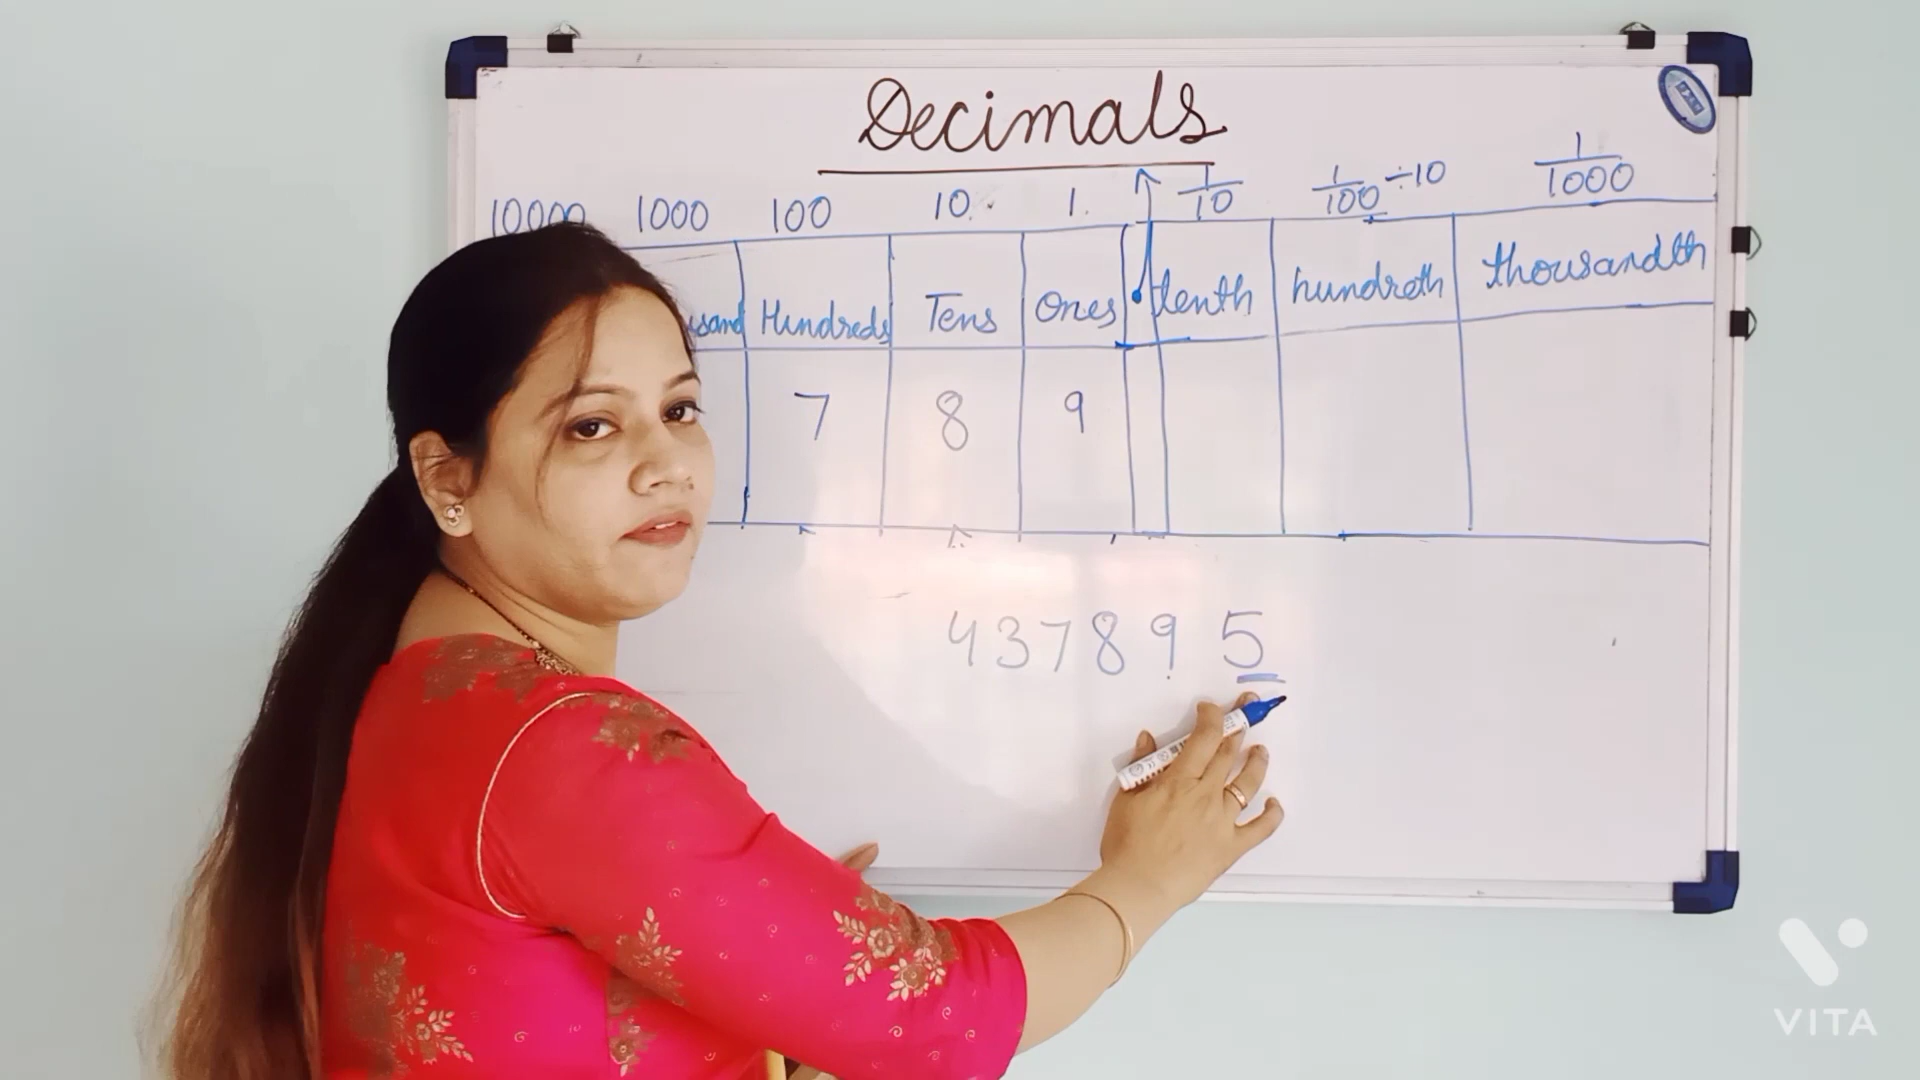 Decimals
10000 1000 100 10 1 1/10 1/100 ÷10 1/1000
Hundreds Tens Ones . tenth hundreth thousandth
7 8 9
43789 5
VITA